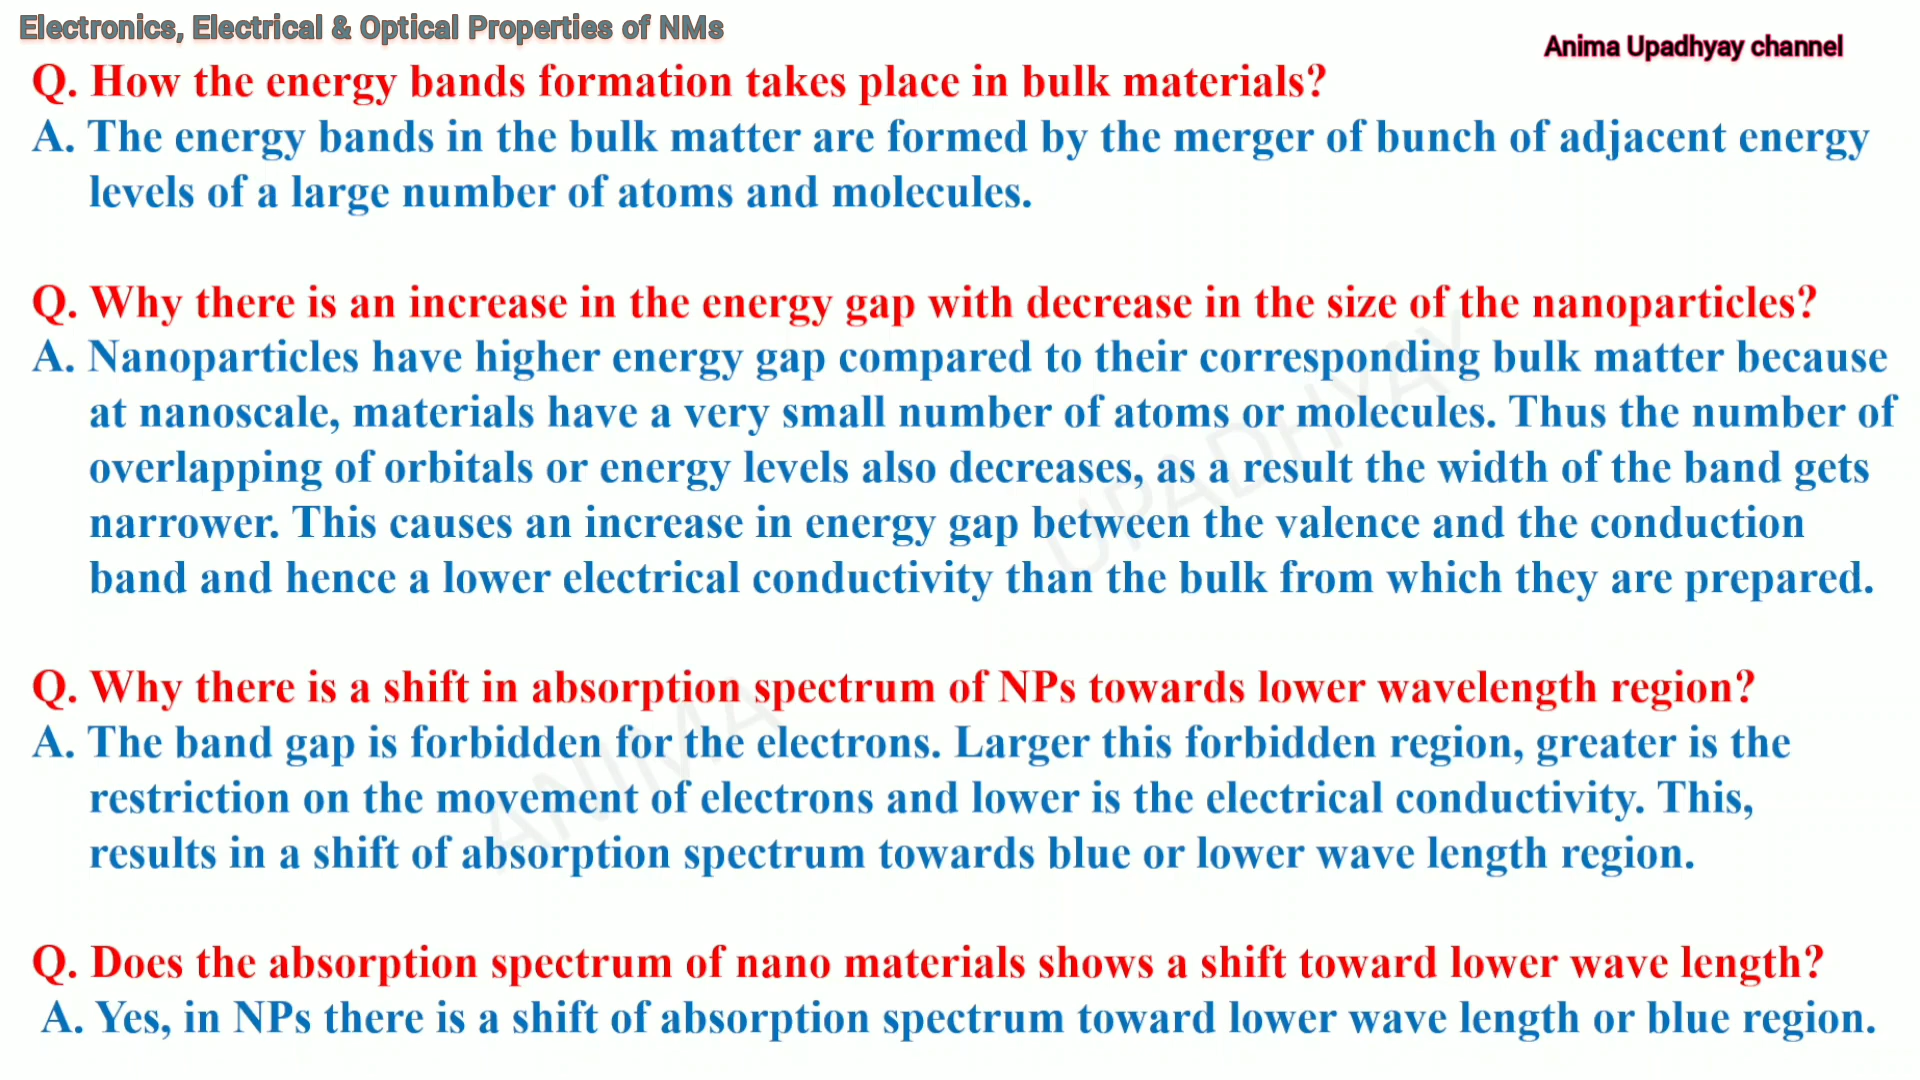 Electronics, Electrical & Optical Properties of NMs
Anima Upadhyay channel
Q. How the energy bands formation takes place in bulk materials?
A. The energy bands in the bulk matter are formed by the merger of bunch of adjacent energy
levels of a large number of atoms and molecules.
Q. Why there is an increase in the energy gap with decrease in the size of the nanoparticles?
A. Nanoparticles have higher energy gap compared to their corresponding bulk matter because
at nanoscale, materials have a very small number of atoms or molecules. Thus the number of
overlapping of orbitals or energy levels also decreases, as a result the width of the band gets
narrower. This causes an increase in energy gap between the valence and the conduction
band and hence a lower electrical conductivity than the bulk from which they are prepared.
Q. Why there is a shift in absorption spectrum of NPs towards lower wavelength region?
A. The band gap is forbidden for the electrons. Larger this forbidden region, greater is the
restriction on the movement of electrons and lower is the electrical conductivity. This,
results in a shift of absorption spectrum towards blue or lower wave length region.
Q. Does the absorption spectrum of nano materials shows a shift toward lower wave length?
A. Yes, in NPs there is a shift of absorption spectrum toward lower wave length or blue region.
ANIMA UPADHYAY